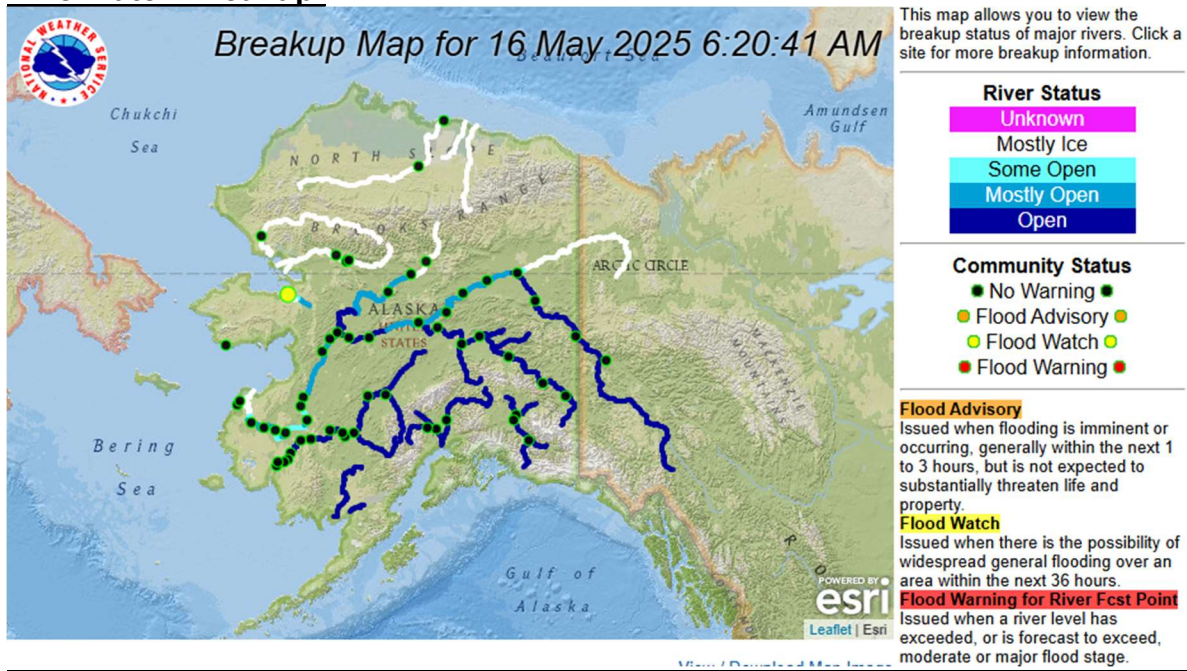 NATIONAL WEATHER SERVICE
Breakup Map for 16 May 2025 6:20:41 AM
Beaufort Sea
Chukchi
Sea
Amundsen
Gulf
NORTH SLOPE
BROOKS RANGE
ARCTIC CIRCLE
ALASKA
UNITED
STATES
MACKENZIE
MOUNTAINS
Bering
Sea
Gulf of
Alaska
R O
POWERED BY
esri
Leaflet | Esri
View / Download Map Image
This map allows you to view the
breakup status of major rivers. Click a
site for more breakup information.
River Status
Unknown
Mostly Ice
Some Open
Mostly Open
Open
Community Status
No Warning
Flood Advisory
Flood Watch
Flood Warning
Flood Advisory
Issued when flooding is imminent or
occurring, generally within the next 1
to 3 hours, but is not expected to
substantially threaten life and
property.
Flood Watch
Issued when there is the possibility of
widespread general flooding over an
area within the next 36 hours.
Flood Warning for River Fcst Point
Issued when a river level has
exceeded, or is forecast to exceed,
moderate or major flood stage.